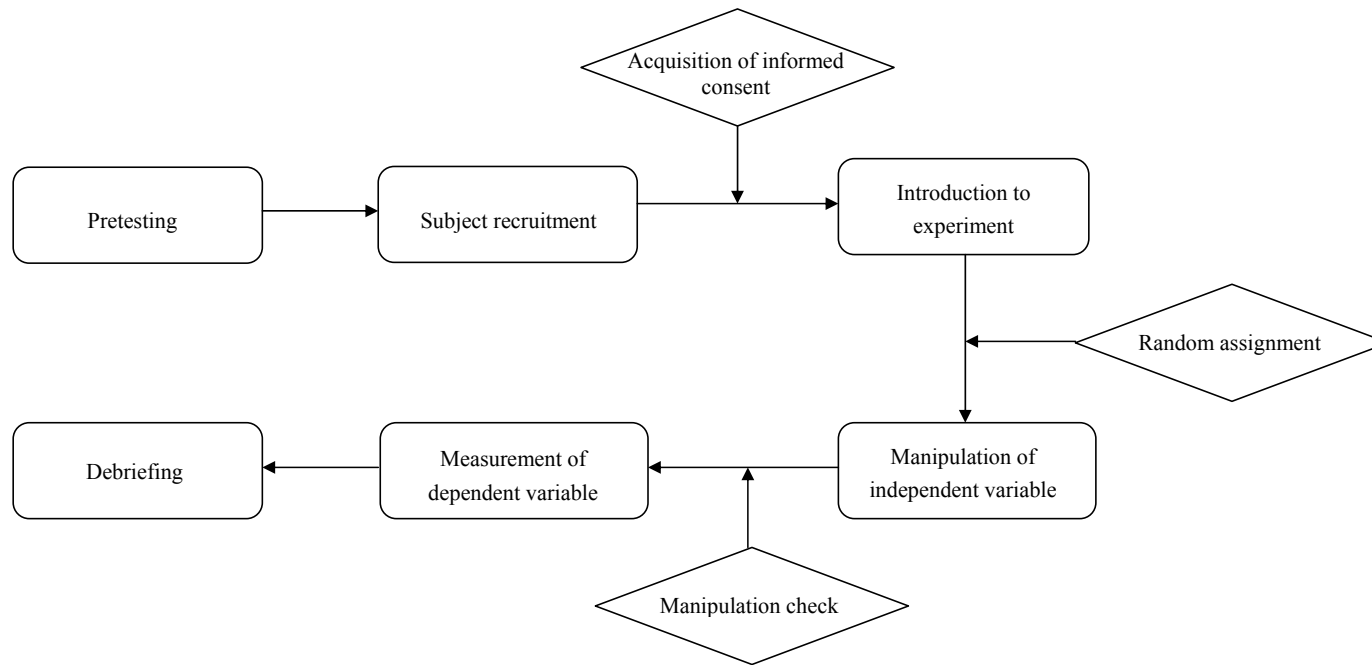 Acquisition of informed
consent
Pretesting
Subject recruitment
Introduction to
experiment
Random assignment
Debriefing
Measurement of
dependent variable
Manipulation of
independent variable
Manipulation check